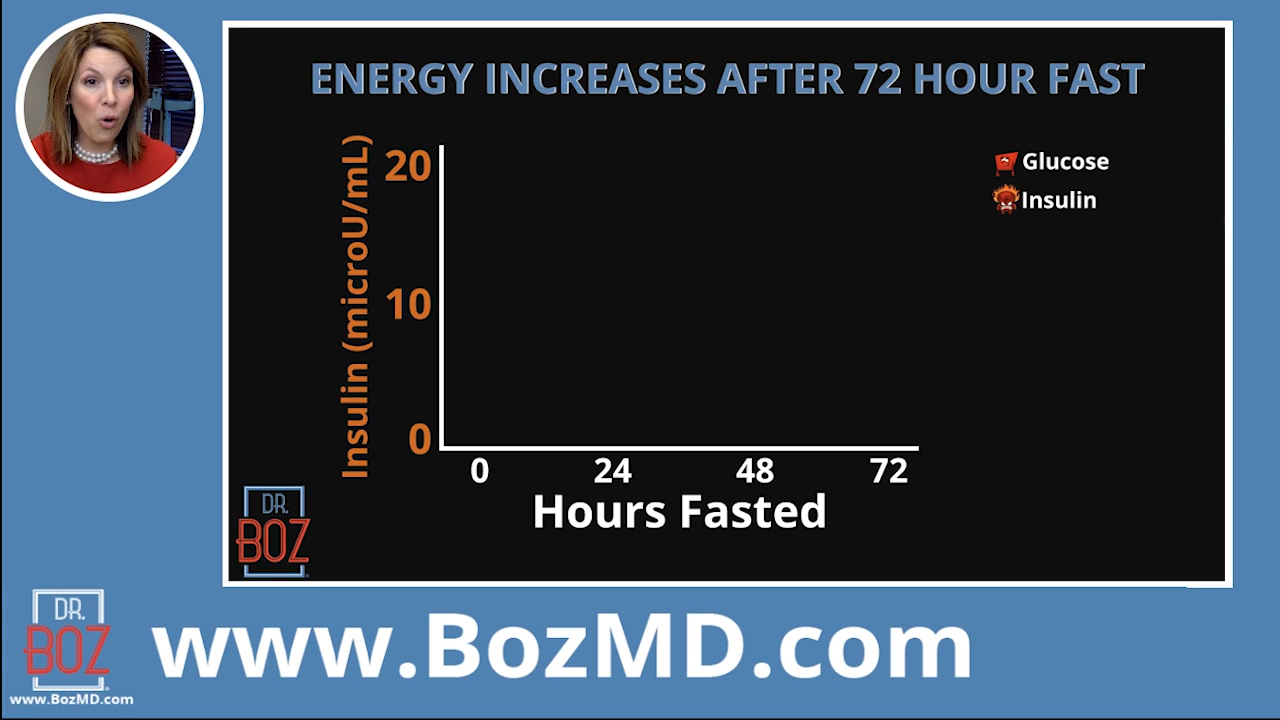 ENERGY INCREASES AFTER 72 HOUR FAST
Glucose
Insulin
Insulin (microU/mL)
20
10
0
0 24 48 72
Hours Fasted
DR.
BOZ
DR.
BOZ
www.BozMD.com
www.BozMD.com